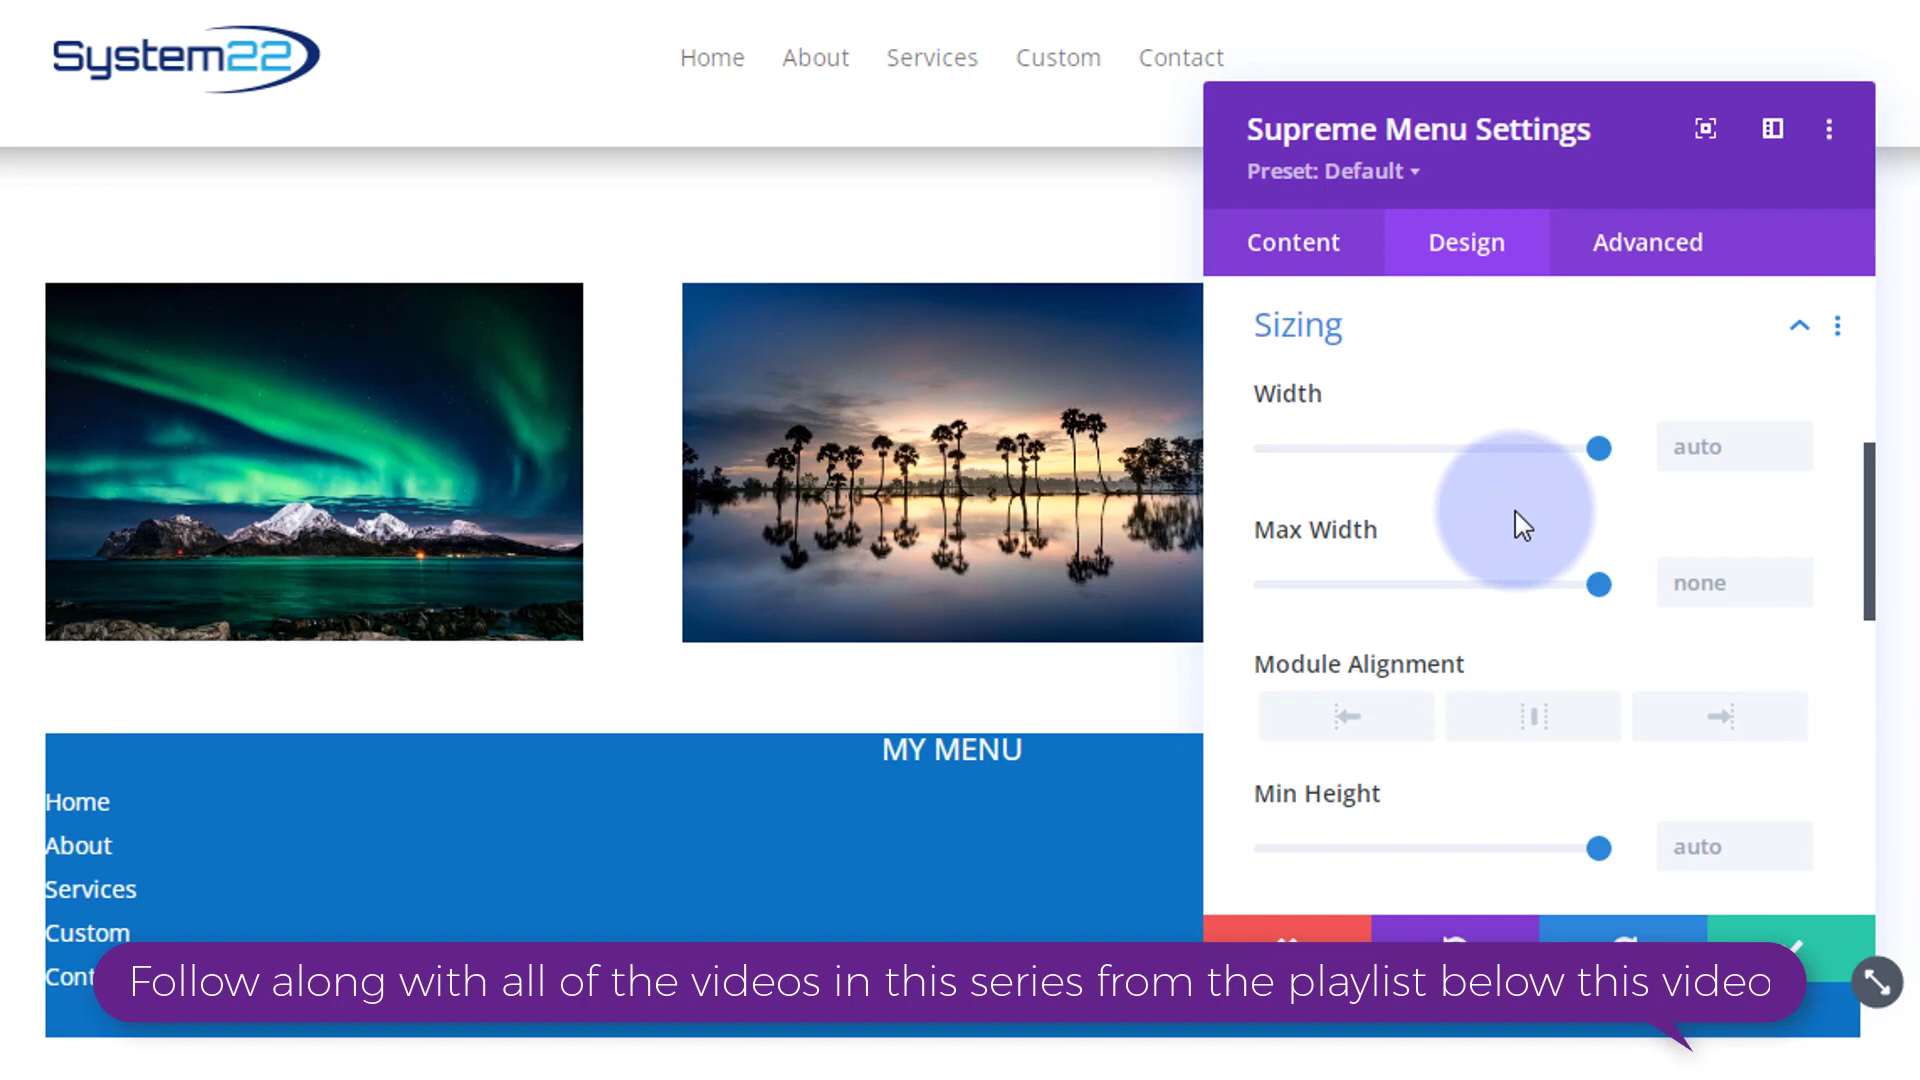 System22
Home About Services Custom Contact
Supreme Menu Settings
Preset: Default
Content Design Advanced
Sizing
Width
auto
Max Width
none
Module Alignment
Min Height
auto
MY MENU
Home
About
Services
Custom
Cont
Follow along with all of the videos in this series from the playlist below this video